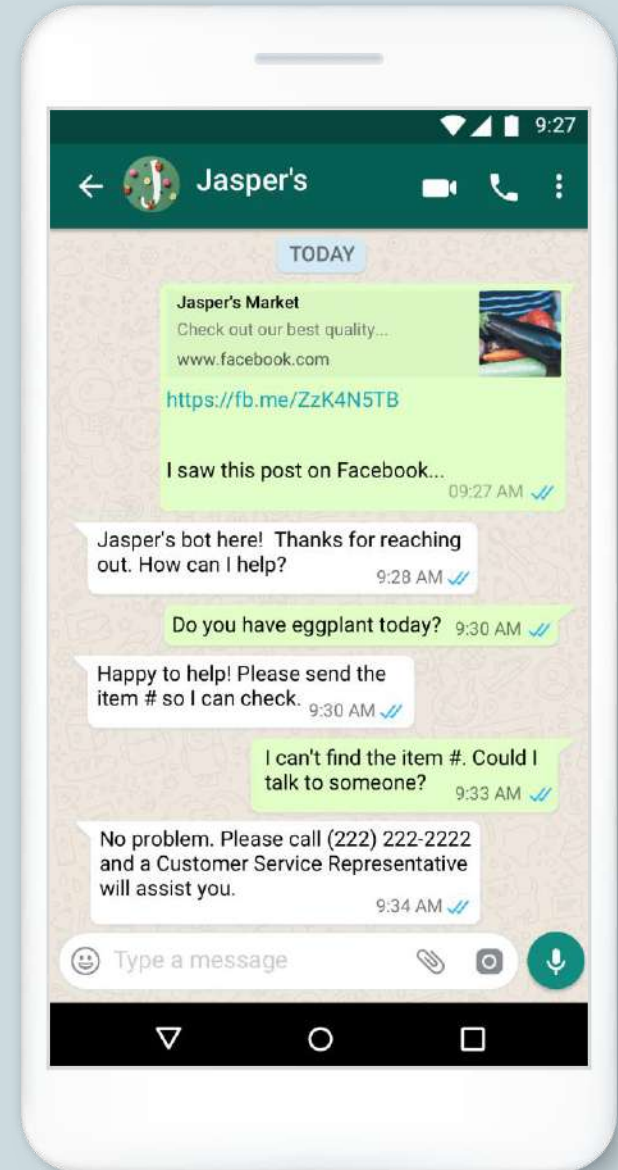 9:27
Jasper's
TODAY
Jasper's Market
Check out our best quality...
www.facebook.com
https://fb.me/ZzK4N5TB
I saw this post on Facebook...
09:27 AM
Jasper's bot here!  Thanks for reaching
out. How can I help?
9:28 AM
Do you have eggplant today? 9:30 AM
Happy to help! Please send the
item # so I can check. 9:30 AM
I can't find the item #. Could I
talk to someone? 9:33 AM
No problem. Please call (222) 222-2222
and a Customer Service Representative
will assist you.
9:34 AM
Type a message